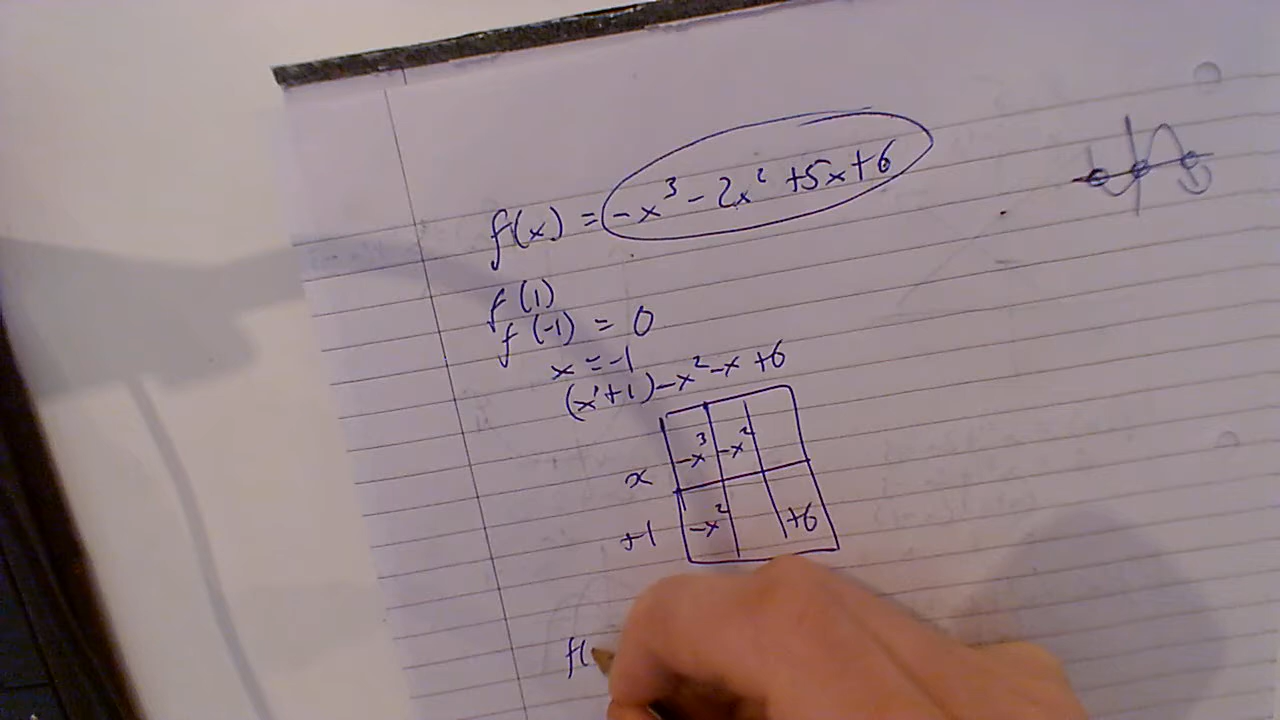 f(x) = -x³ - 2x² + 5x + 6
f(1)
f(-1) = 0
x = -1
(x+1) -x² -x +6
x -x³ -x²
+1 -x² +6
f(